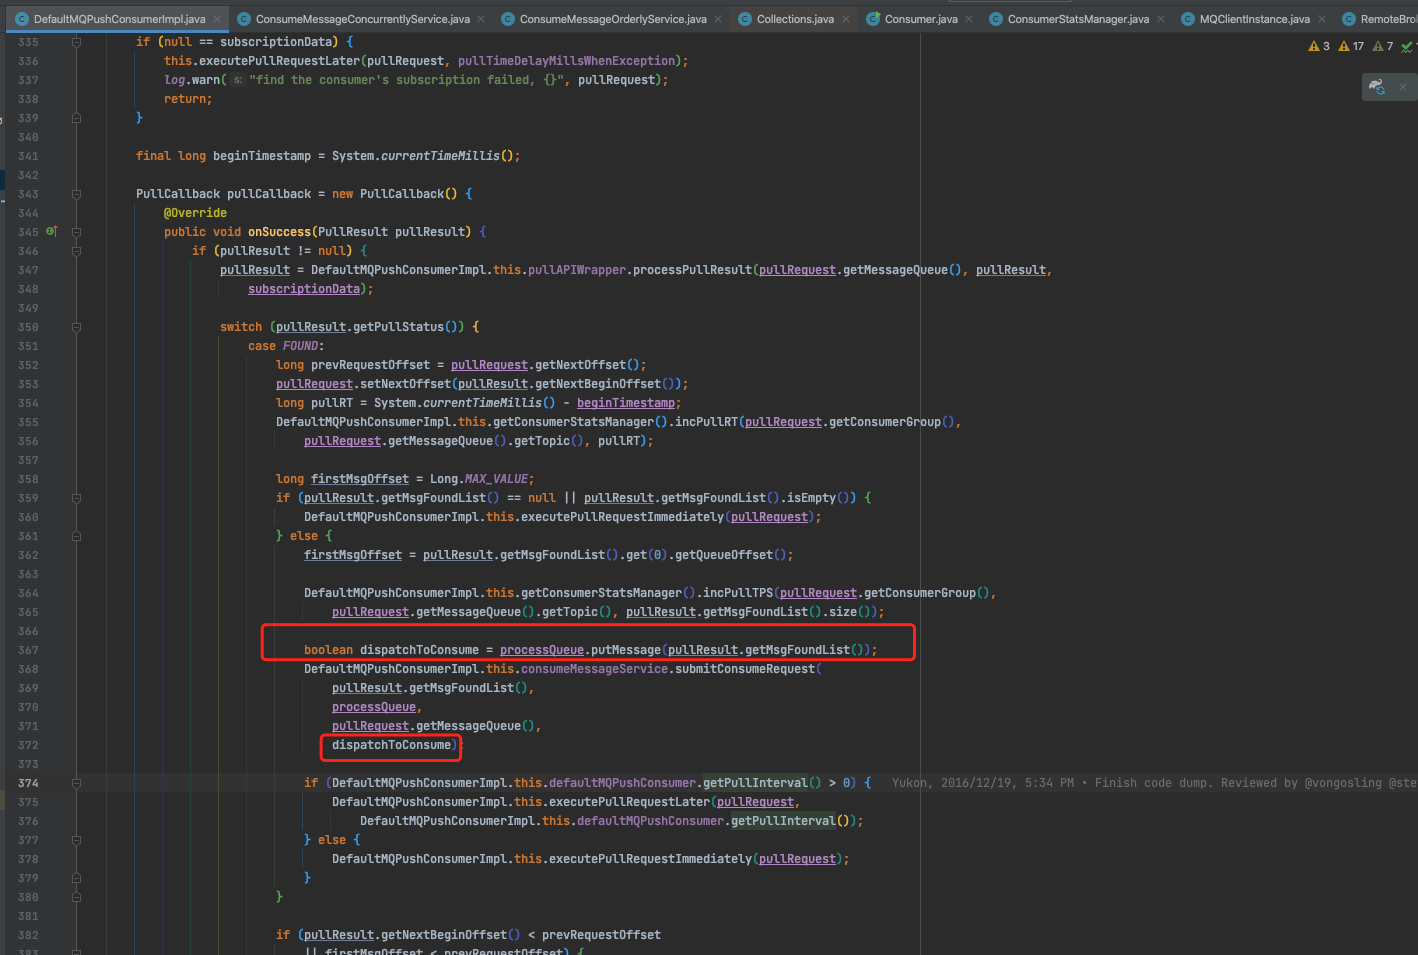 DefaultMQPushConsumerImpl.java × ConsumeMessageConcurrentlyService.java × ConsumeMessageOrderlyService.java × Collections.java × Consumer.java × ConsumerStatsManager.java × MQClientInstance.java × RemoteBro
3 17 7 1
335 if (null == subscriptionData) {
336 this.executePullRequestLater(pullRequest, pullTimeDelayMillsWhenException);
337 log.warn( s: "find the consumer's subscription failed, {}", pullRequest);
338 return;
339 }
340
341 final long beginTimestamp = System.currentTimeMillis();
342
343 PullCallback pullCallback = new PullCallback() {
344 @Override
345 public void onSuccess(PullResult pullResult) {
346 if (pullResult != null) {
347 pullResult = DefaultMQPushConsumerImpl.this.pullAPIWrapper.processPullResult(pullRequest.getMessageQueue(), pullResult,
348 subscriptionData);
349
350 switch (pullResult.getPullStatus()) {
351 case FOUND:
352 long prevRequestOffset = pullRequest.getNextOffset();
353 pullRequest.setNextOffset(pullResult.getNextBeginOffset());
354 long pullRT = System.currentTimeMillis() - beginTimestamp;
355 DefaultMQPushConsumerImpl.this.getConsumerStatsManager().incPullRT(pullRequest.getConsumerGroup(),
356 pullRequest.getMessageQueue().getTopic(), pullRT);
357
358 long firstMsgOffset = Long.MAX_VALUE;
359 if (pullResult.getMsgFoundList() == null || pullResult.getMsgFoundList().isEmpty()) {
360 DefaultMQPushConsumerImpl.this.executePullRequestImmediately(pullRequest);
361 } else {
362 firstMsgOffset = pullResult.getMsgFoundList().get(0).getQueueOffset();
363
364 DefaultMQPushConsumerImpl.this.getConsumerStatsManager().incPullTPS(pullRequest.getConsumerGroup(),
365 pullRequest.getMessageQueue().getTopic(), pullResult.getMsgFoundList().size());
366
367 boolean dispatchToConsume = processQueue.putMessage(pullResult.getMsgFoundList());
368 DefaultMQPushConsumerImpl.this.consumeMessageService.submitConsumeRequest(
369 pullResult.getMsgFoundList(),
370 processQueue,
371 pullRequest.getMessageQueue(),
372 dispatchToConsume);
373
374 if (DefaultMQPushConsumerImpl.this.defaultMQPushConsumer.getPullInterval() > 0) { Yukon, 2016/12/19, 5:34 PM • Finish code dump. Reviewed by @vongosling @ste
375 DefaultMQPushConsumerImpl.this.executePullRequestLater(pullRequest,
376 DefaultMQPushConsumerImpl.this.defaultMQPushConsumer.getPullInterval());
377 } else {
378 DefaultMQPushConsumerImpl.this.executePullRequestImmediately(pullRequest);
379 }
380 }
381
382 if (pullResult.getNextBeginOffset() < prevRequestOffset
383 || firstMsgOffset < prevRequestOffset) {